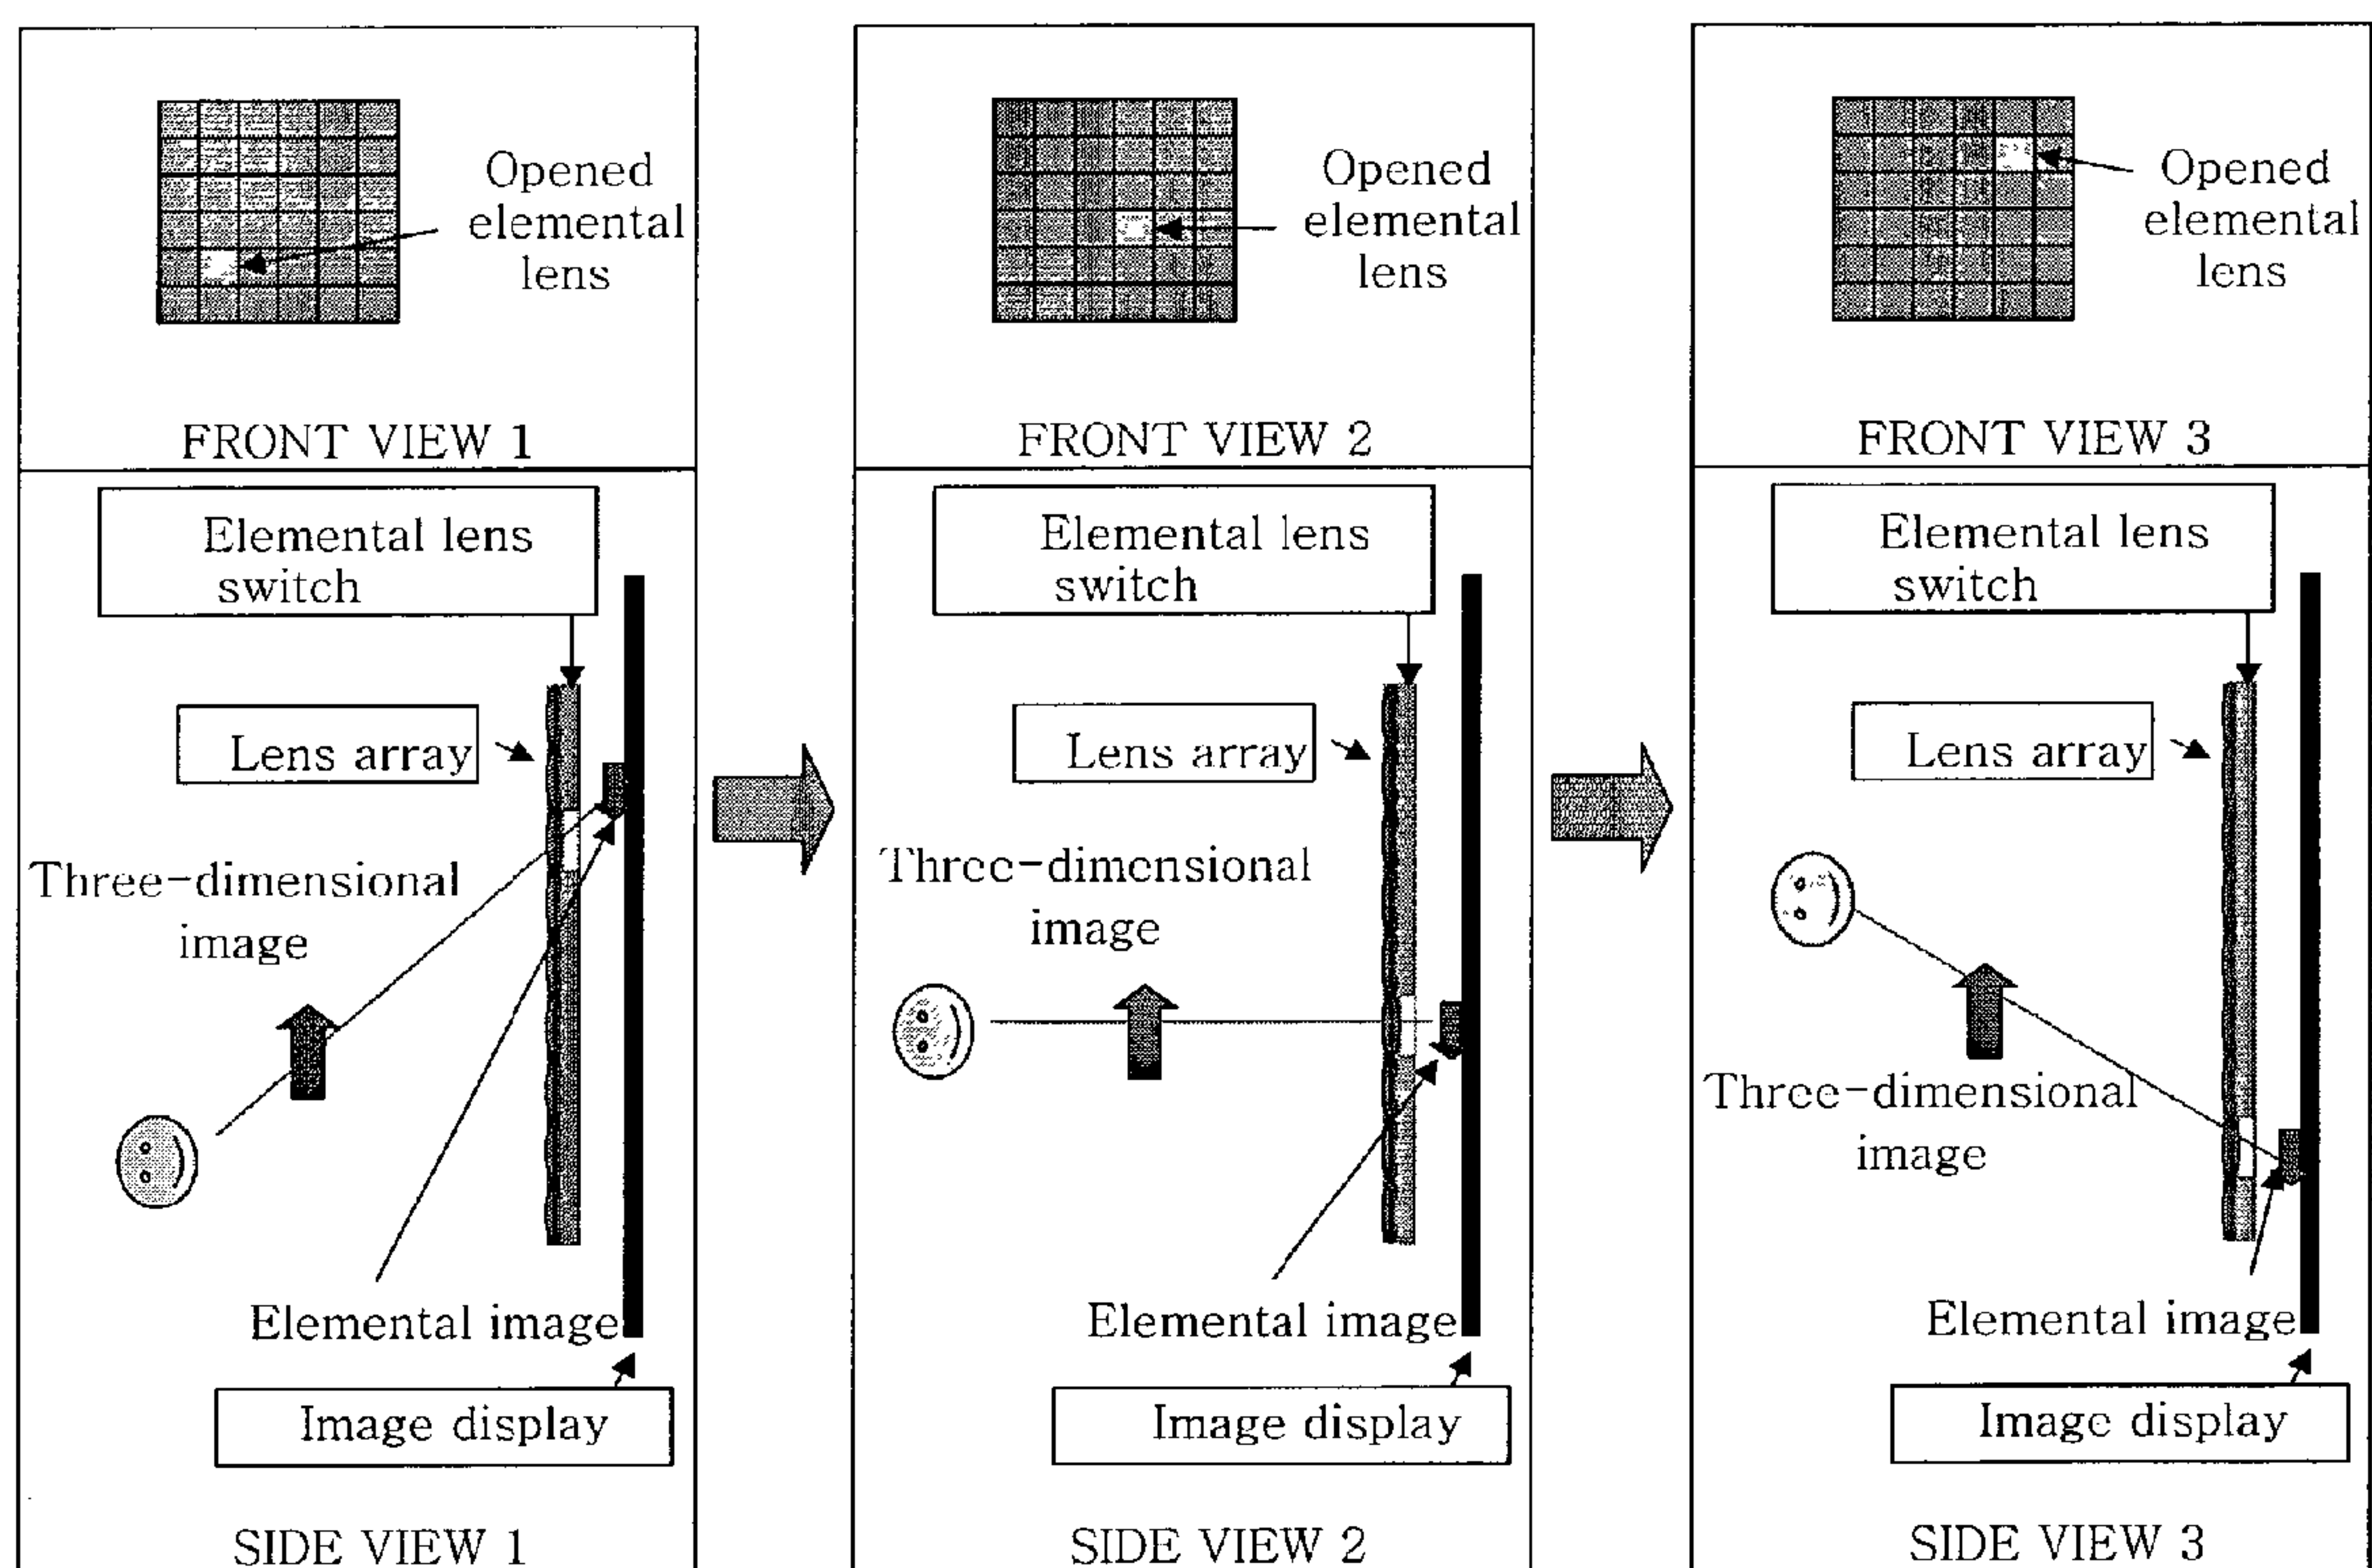 Opened
elemental
lens
FRONT VIEW 1
Elemental lens
switch
Lens array
Three-dimensional
image
Elemental image
Image display
SIDE VIEW 1
Opened
elemental
lens
FRONT VIEW 2
Elemental lens
switch
Lens array
Three-dimensional
image
Elemental image
Image display
SIDE VIEW 2
Opened
elemental
lens
FRONT VIEW 3
Elemental lens
switch
Lens array
Three-dimensional
image
Elemental image
Image display
SIDE VIEW 3